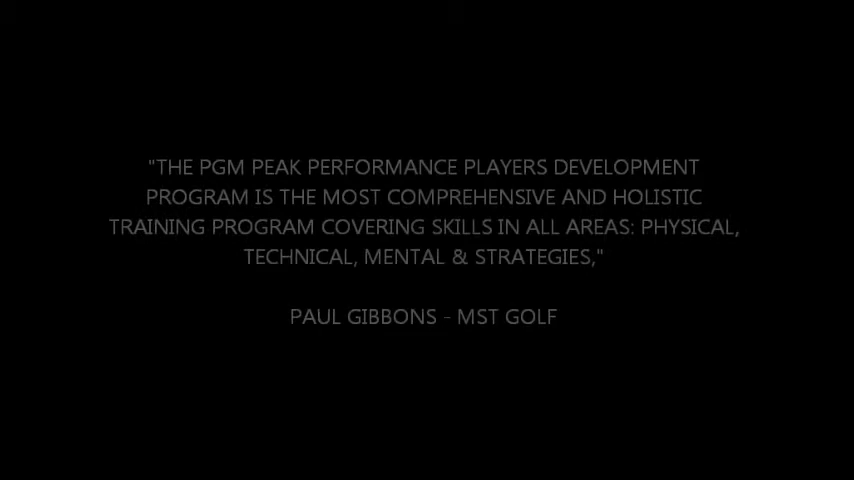 "THE PGM PEAK PERFORMANCE PLAYERS DEVELOPMENT
PROGRAM IS THE MOST COMPREHENSIVE AND HOLISTIC
TRAINING PROGRAM COVERING SKILLS IN ALL AREAS: PHYSICAL,
TECHNICAL, MENTAL & STRATEGIES,"
PAUL GIBBONS - MST GOLF